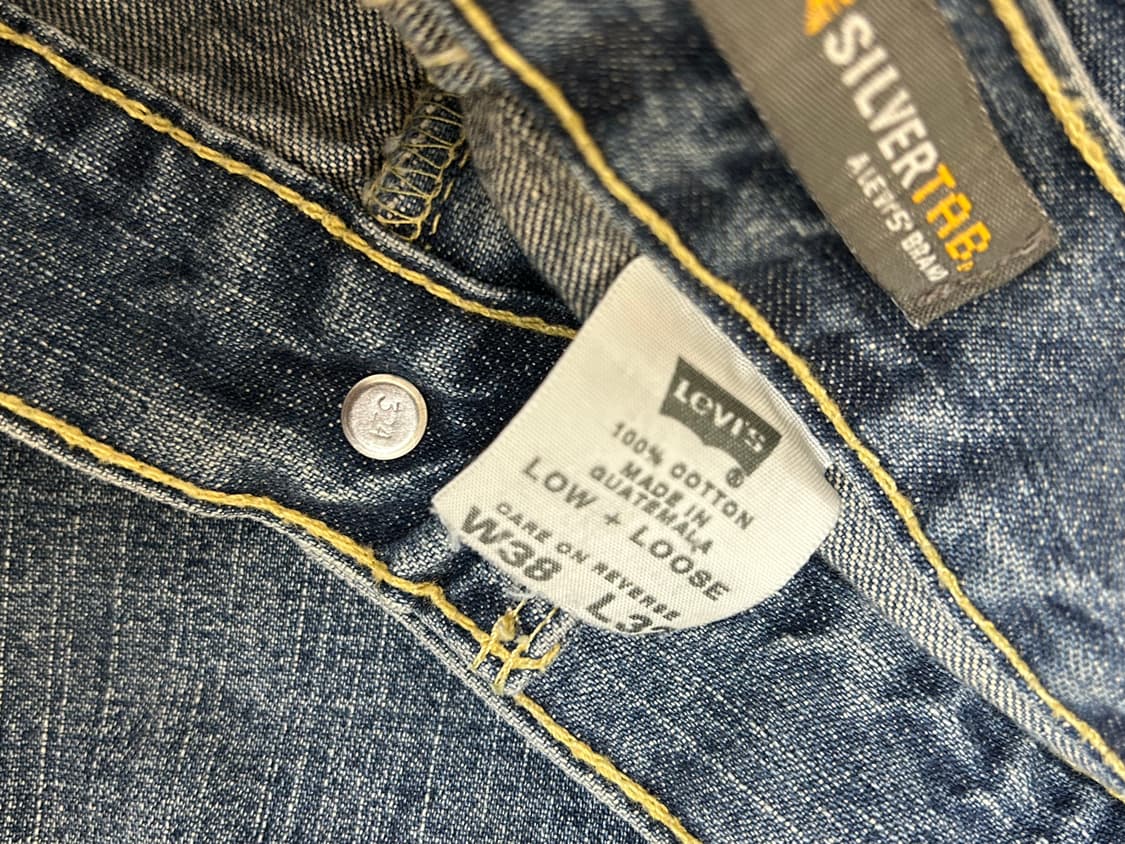 SILVERTAB
A LEVI'S BRAND
524
LEVI'S
®
100% COTTON
MADE IN
GUATEMALA
LOW + LOOSE
CARE ON REVERSE
W38